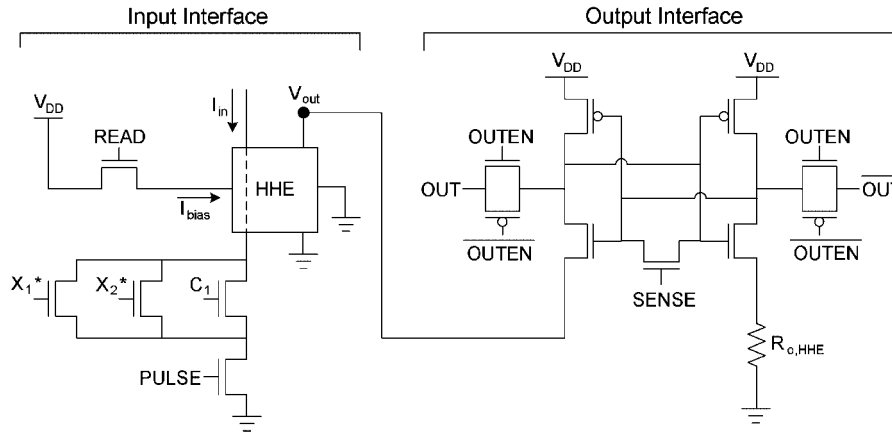 Input Interface
Output Interface
V_DD
READ
I_in
V_out
HHE
I_bias
X_1*
X_2*
C_1
PULSE
V_DD
V_DD
OUTEN
OUT
OUTEN
SENSE
OUTEN
OUT
OUTEN
R_o,HHE